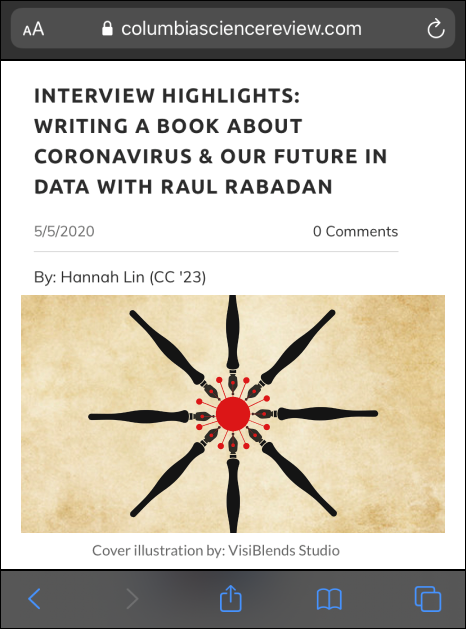 AA columbiasciencereview.com
INTERVIEW HIGHLIGHTS:
WRITING A BOOK ABOUT
CORONAVIRUS & OUR FUTURE IN
DATA WITH RAUL RABADAN
5/5/2020 0 Comments
By: Hannah Lin (CC '23)
Cover illustration by: VisiBlends Studio